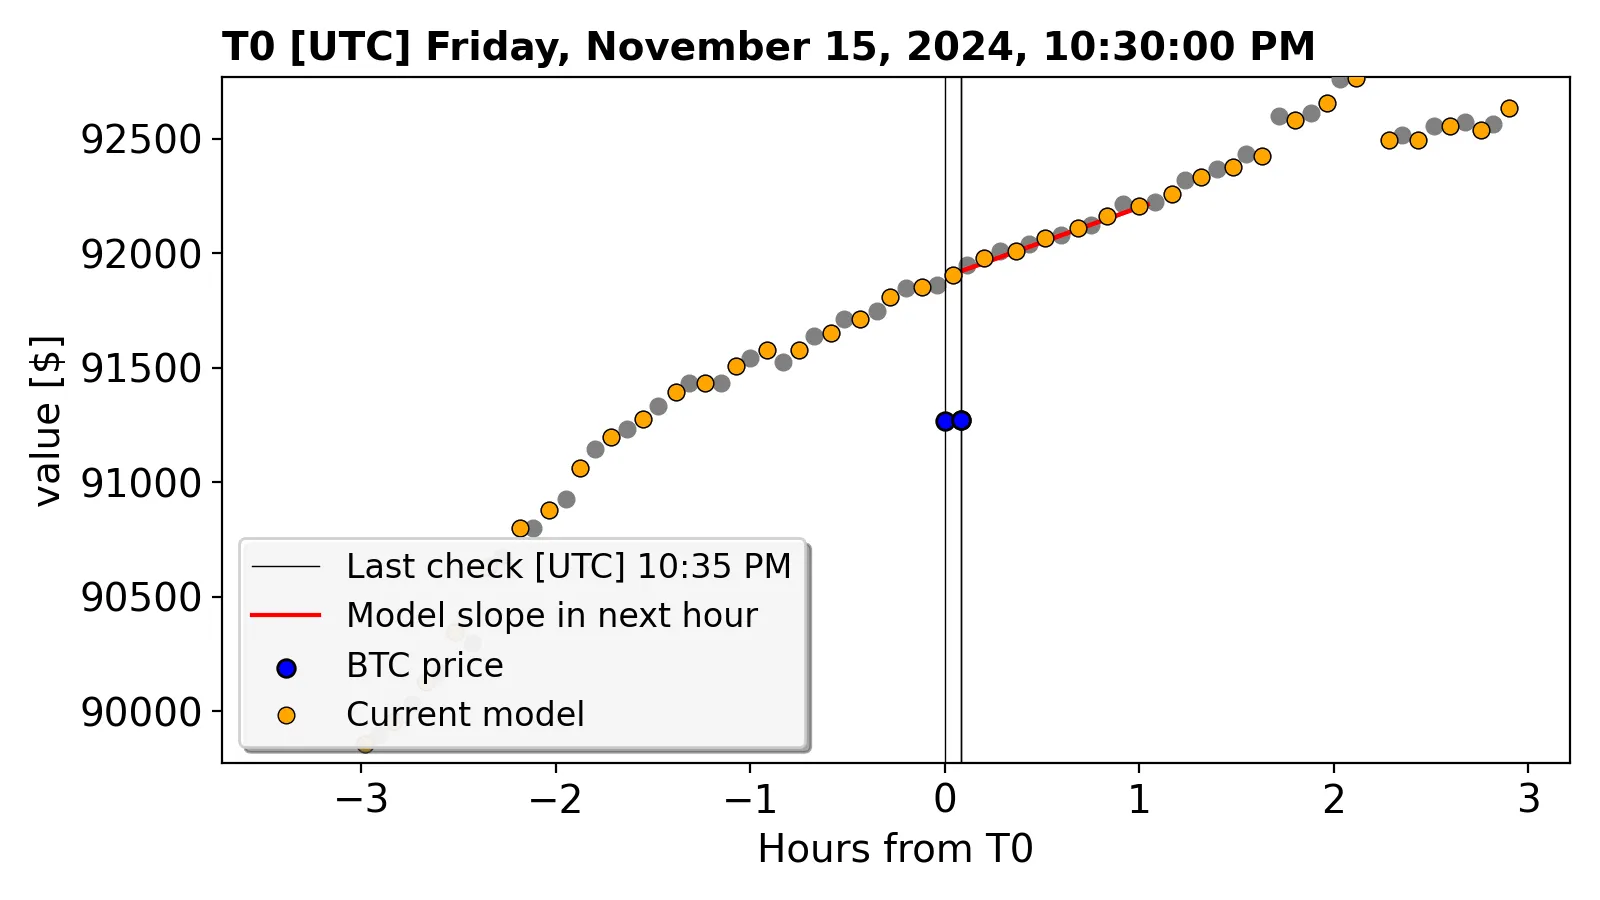 T0 [UTC] Friday, November 15, 2024, 10:30:00 PM
92500
92000
91500
91000
90500
90000
value [$]
Last check [UTC] 10:35 PM
Model slope in next hour
BTC price
Current model
−3 −2 −1 0 1 2 3
Hours from T0